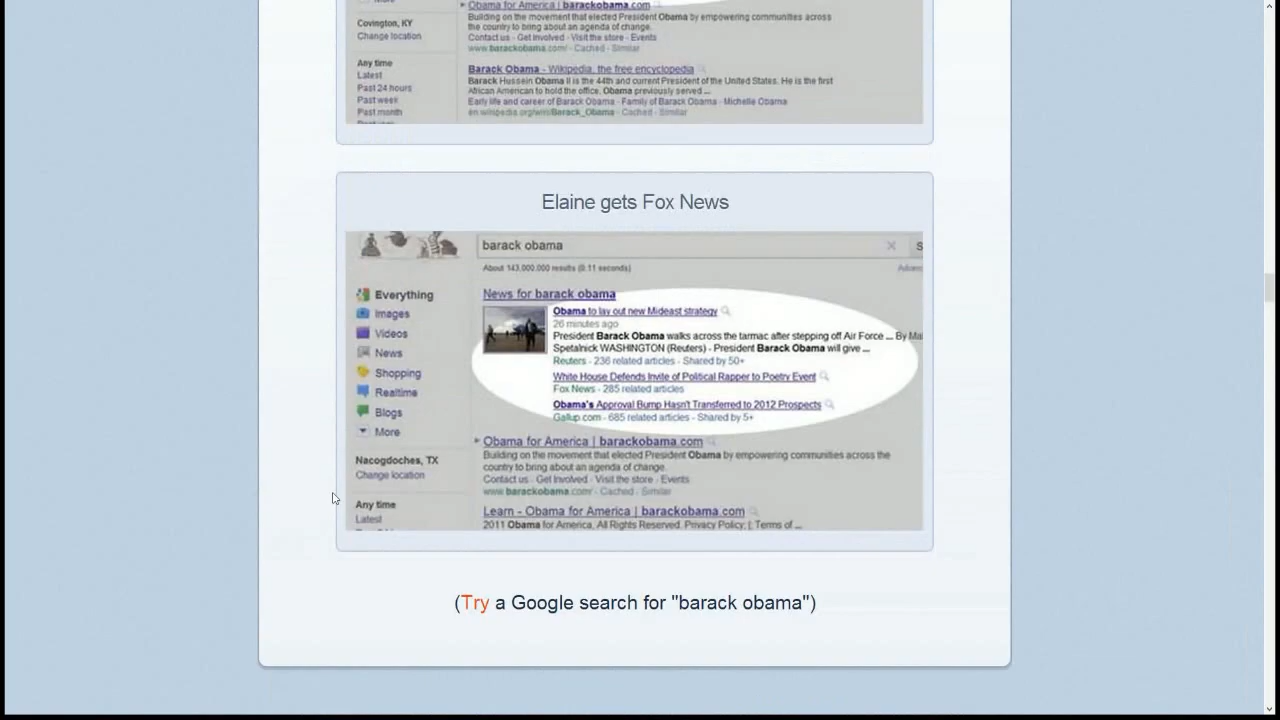 Obama for America | barackobama.com
Building on the movement that elected President Obama by empowering communities across
the country to bring about an agenda of change.
Contact us - Get Involved - Visit the store - Events
www.barackobama.com/ - Cached - Similar
Covington, KY
Change location
Any time
Latest
Past 24 hours
Past week
Past month
Barack Obama - Wikipedia, the free encyclopedia
Barack Hussein Obama II is the 44th and current President of the United States. He is the first
African American to hold the office. Obama previously served ...
Early life and career of Barack Obama - Family of Barack Obama - Michelle Obama
en.wikipedia.org/wiki/Barack_Obama - Cached - Similar
Elaine gets Fox News
barack obama
About 143,000,000 results (0.11 seconds)
Everything
Images
Videos
News
Shopping
Realtime
Blogs
More
Nacogdoches, TX
Change location
Any time
Latest
News for barack obama
Obama to lay out new Mideast strategy
26 minutes ago
President Barack Obama walks across the tarmac after stepping off Air Force ... By
Spetalnick WASHINGTON (Reuters) - President Barack Obama will give ...
Reuters - 236 related articles - Shared by 50+
White House Defends Invite of Political Rapper to Poetry Event
Fox News - 285 related articles
Obama's Approval Bump Hasn't Transferred to 2012 Prospects
Gallup.com - 685 related articles - Shared by 5+
Obama for America | barackobama.com
Building on the movement that elected President Obama by empowering communities across the
country to bring about an agenda of change.
Contact us - Get Involved - Visit the store - Events
www.barackobama.com/ - Cached - Similar
Learn - Obama for America | barackobama.com
2011 Obama for America, All Rights Reserved. Privacy Policy; |; Terms of ...
(Try a Google search for "barack obama")